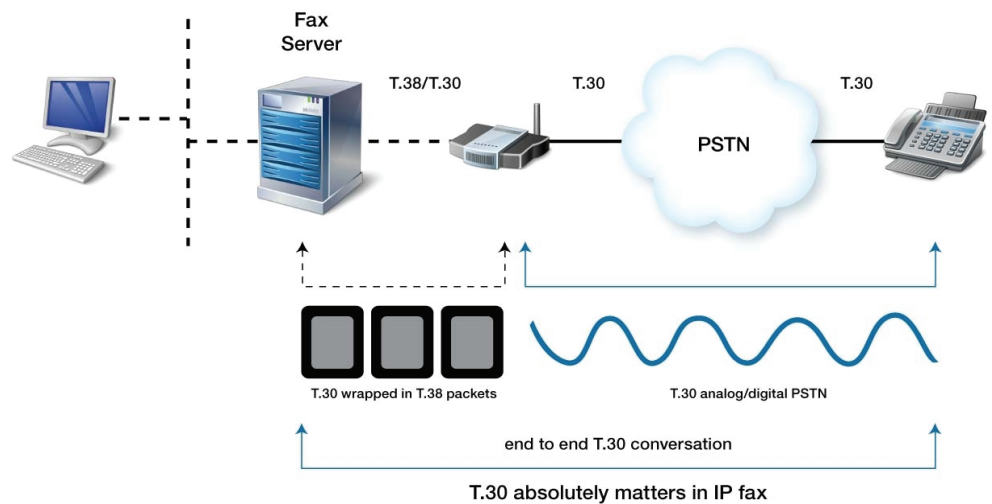 Fax
Server
T.38/T.30
T.30
T.30
PSTN
T.30 wrapped in T.38 packets
T.30 analog/digital PSTN
end to end T.30 conversation
T.30 absolutely matters in IP fax